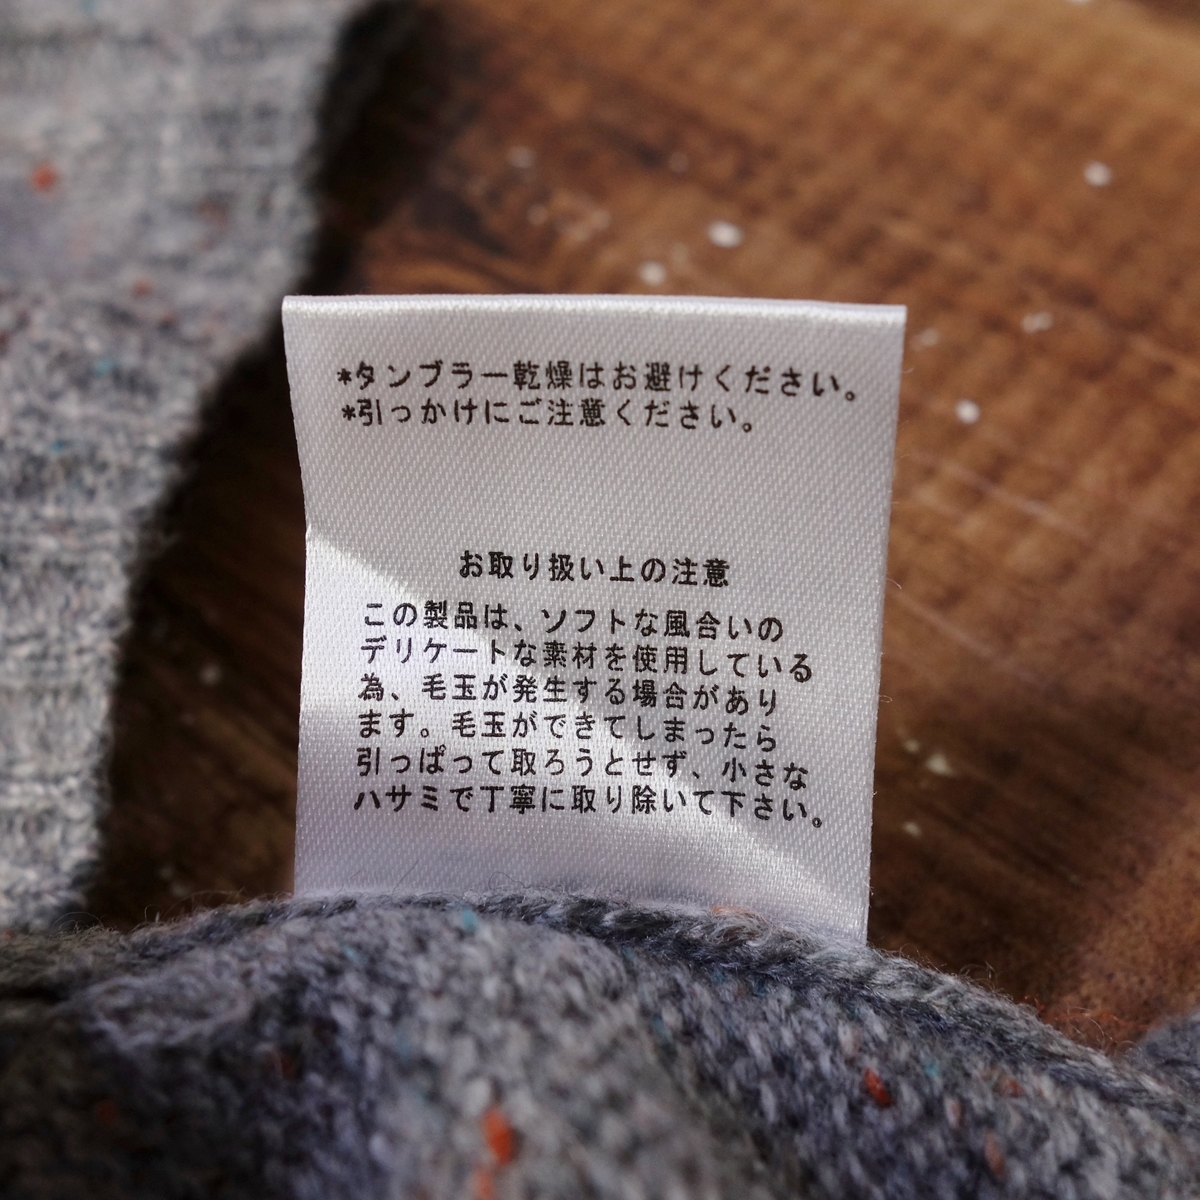 *タンブラー乾燥はお避けください。
*引っかけにご注意ください。
お取り扱い上の注意
この製品は、ソフトな風合いの
デリケートな素材を使用している
為、毛玉が発生する場合があり
ます。毛玉ができてしまったら
引っぱって取ろうとせず、小さな
ハサミで丁寧に取り除いて下さい。